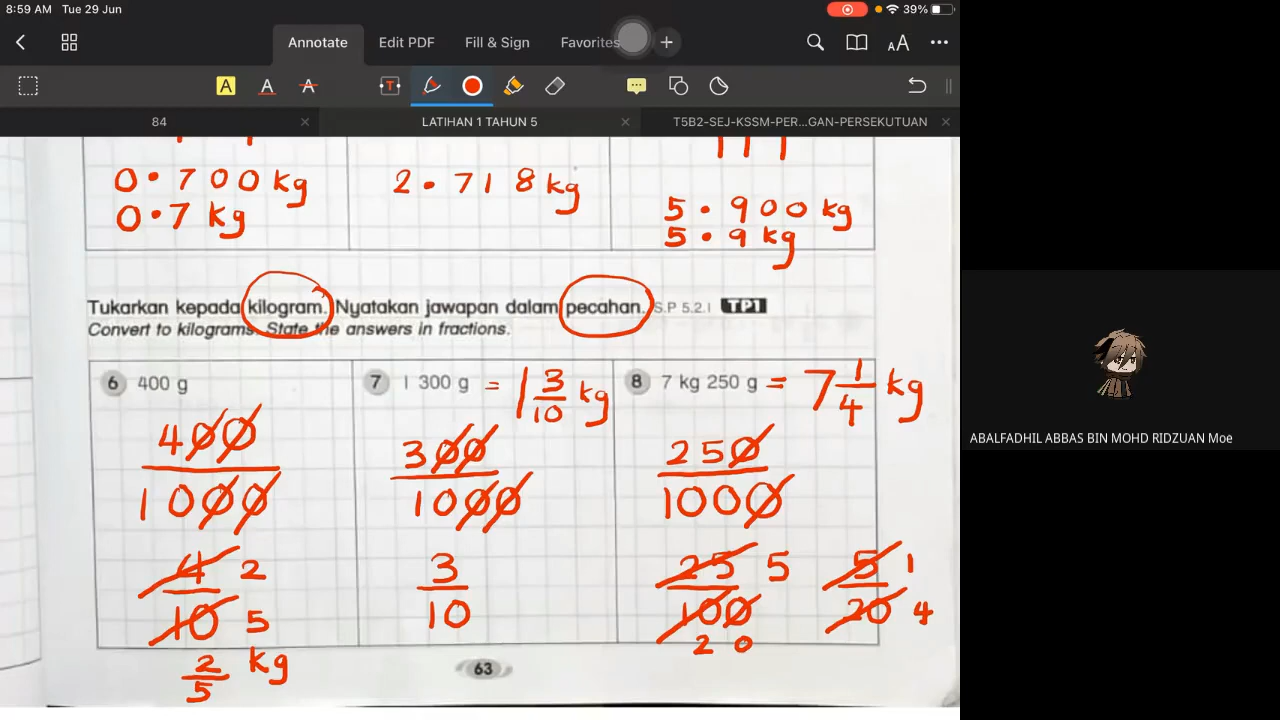 8:59 AM Tue 29 Jun
39%
Annotate Edit PDF Fill & Sign Favorites
84 LATIHAN 1 TAHUN 5 T5B2-SEJ-KSSM-PER...GAN-PERSEKUTUAN
0.700 kg
0.7 kg
2.718 kg
5.900 kg
5.9 kg
Tukarkan kepada kilogram. Nyatakan jawapan dalam pecahan. S.P 5.2.1 TP1
Convert to kilograms. State the answers in fractions.
6 400 g
400
1000
4 2
10 5
2 kg
5
7 1 300 g = 1 3/10 kg
300
1000
3
10
8 7 kg 250 g = 7 1/4 kg
250
1000
25 5
100
20
5 1
20 4
63
ABALFADHIL ABBAS BIN MOHD RIDZUAN Moe